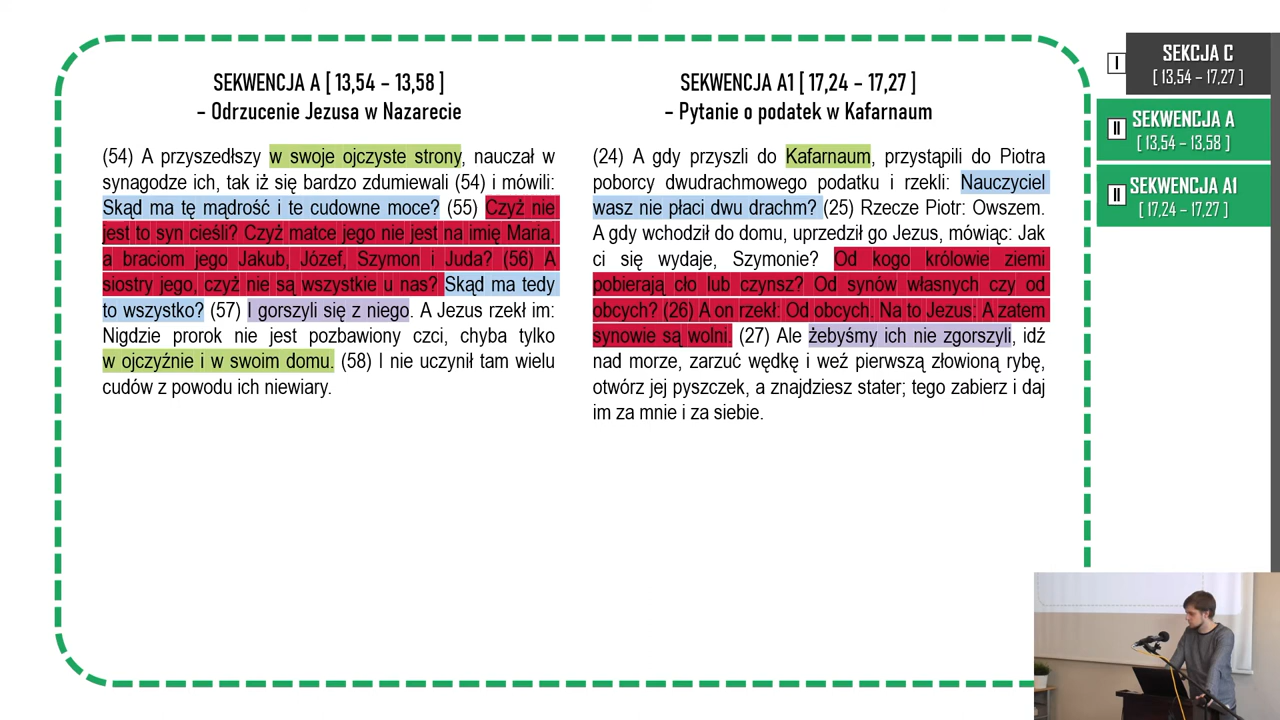 SEKWENCJA A [ 13,54 – 13,58 ]
– Odrzucenie Jezusa w Nazarecie
(54) A przyszedłszy w swoje ojczyste strony, nauczał w
synagodze ich, tak iż się bardzo zdumiewali (54) i mówili:
Skąd ma tę mądrość i te cudowne moce? (55) Czyż nie
jest to syn cieśli? Czyż matce jego nie jest na imię Maria,
a braciom jego Jakub, Józef, Szymon i Juda? (56) A
siostry jego, czyż nie są wszystkie u nas? Skąd ma tedy
to wszystko? (57) I gorszyli się z niego. A Jezus rzekł im:
Nigdzie prorok nie jest pozbawiony czci, chyba tylko
w ojczyźnie i w swoim domu. (58) I nie uczynił tam wielu
cudów z powodu ich niewiary.
SEKWENCJA A1 [ 17,24 – 17,27 ]
– Pytanie o podatek w Kafarnaum
(24) A gdy przyszli do Kafarnaum, przystąpili do Piotra
poborcy dwudrachmowego podatku i rzekli: Nauczyciel
wasz nie płaci dwu drachm? (25) Rzecze Piotr: Owszem.
A gdy wchodził do domu, uprzedził go Jezus, mówiąc: Jak
ci się wydaje, Szymonie? Od kogo królowie ziemi
pobierają cło lub czynsz? Od synów własnych czy od
obcych? (26) A on rzekł: Od obcych. Na to Jezus: A zatem
synowie są wolni. (27) Ale żebyśmy ich nie zgorszyli, idź
nad morze, zarzuć wędkę i weź pierwszą złowioną rybę,
otwórz jej pyszczek, a znajdziesz stater; tego zabierz i daj
im za mnie i za siebie.
I
SEKCJA C
[ 13,54 – 17,27 ]
II
SEKWENCJA A
[ 13,54 – 13,58 ]
II
SEKWENCJA A1
[ 17,24 – 17,27 ]